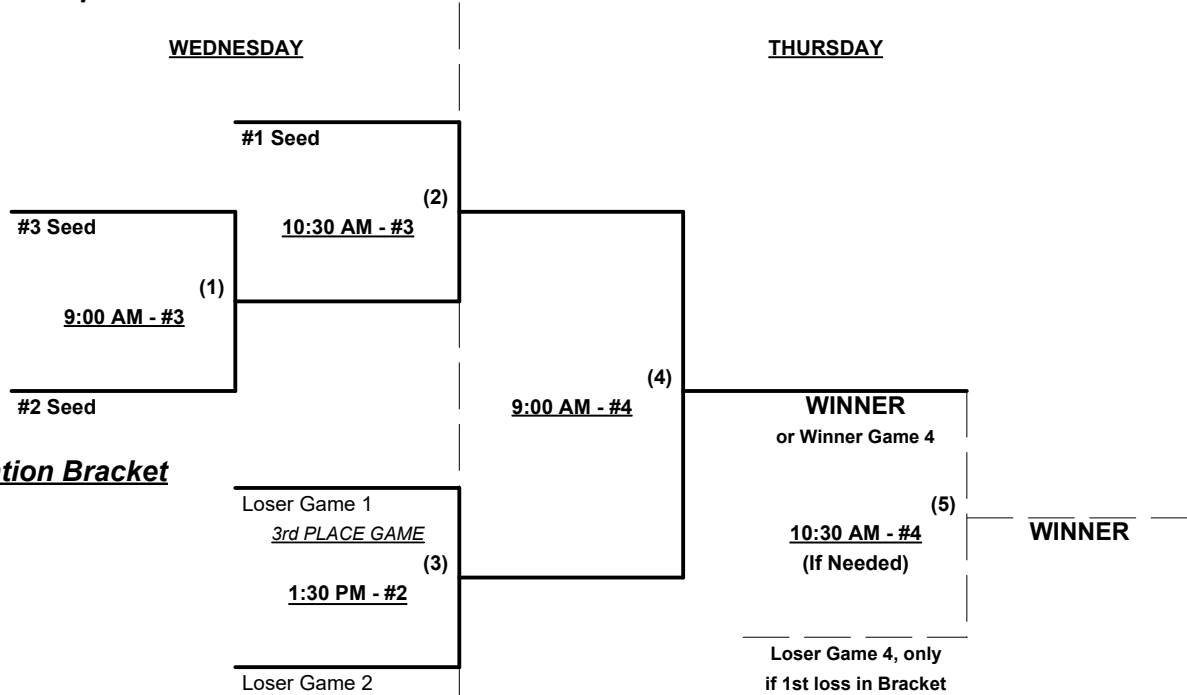 WEDNESDAY
THURSDAY
#1 Seed
(2)
#3 Seed
10:30 AM - #3
(1)
9:00 AM - #3
(4)
#2 Seed
9:00 AM - #4
WINNER
or Winner Game 4
Bracket
Loser Game 1
(5)
3rd PLACE GAME
10:30 AM - #4
WINNER
(3)
(If Needed)
1:30 PM - #2
Loser Game 4, only
Loser Game 2
if 1st loss in Bracket